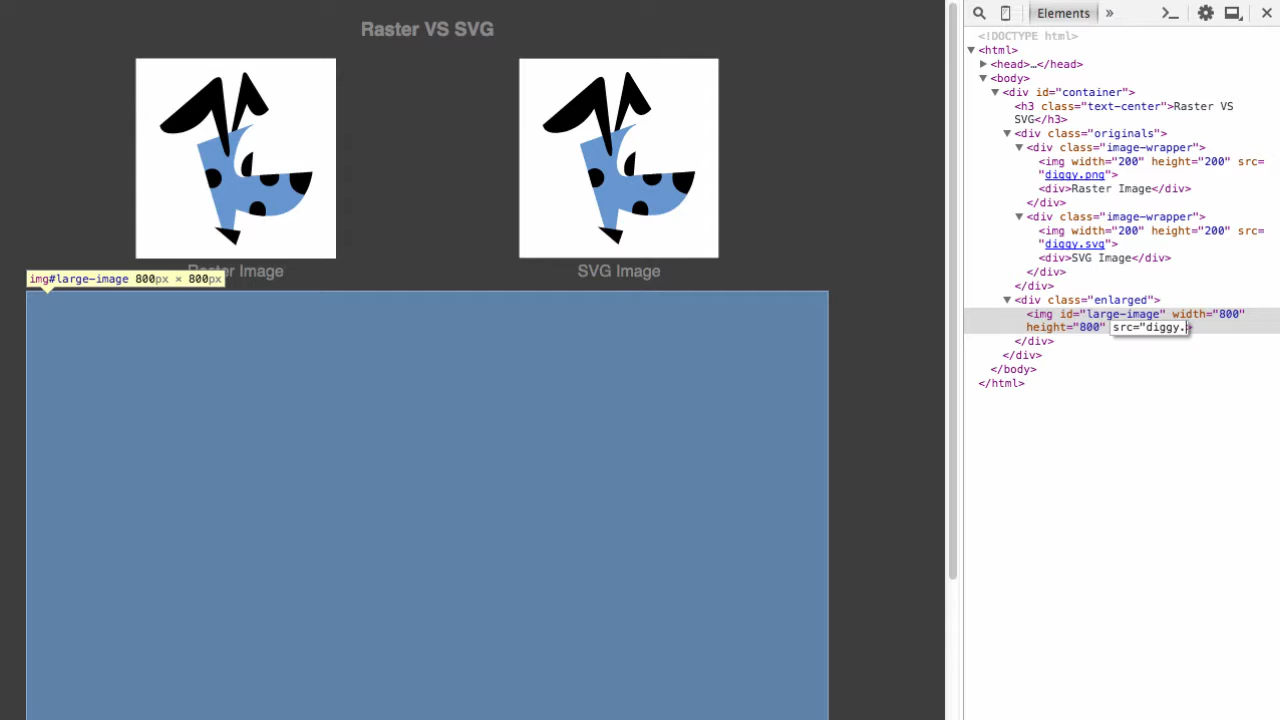 Raster VS SVG
Raster Image
SVG Image
img#large-image 800px × 800px
Elements »
<!DOCTYPE html>
▼<html>
▶<head>…</head>
▼<body>
▼<div id="container">
<h3 class="text-center">Raster VS
SVG</h3>
▼<div class="originals">
▼<div class="image-wrapper">
<img width="200" height="200" src=
"diggy.png">
<div>Raster Image</div>
</div>
▼<div class="image-wrapper">
<img width="200" height="200" src=
"diggy.svg">
<div>SVG Image</div>
</div>
</div>
▼<div class="enlarged">
<img id="large-image" width="800"
height="800" src="diggy.>
</div>
</div>
</body>
</html>